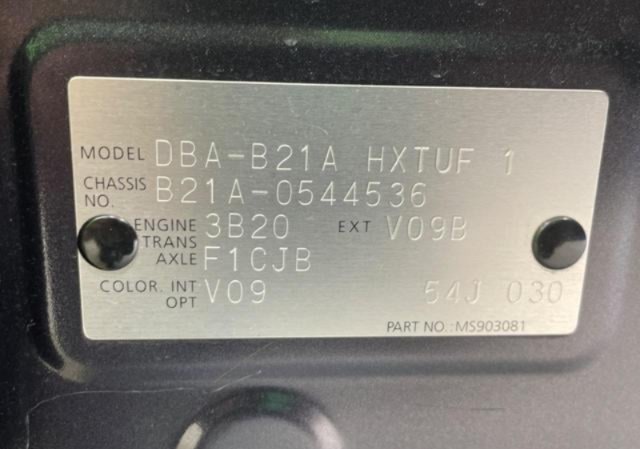 MODEL DBA-B21A HXTUF 1
CHASSIS NO. B21A-0544536
ENGINE 3B20 EXT V09B
TRANS AXLE F1CJB
COLOR. INT OPT V09 54J 030
PART NO.:MS903081